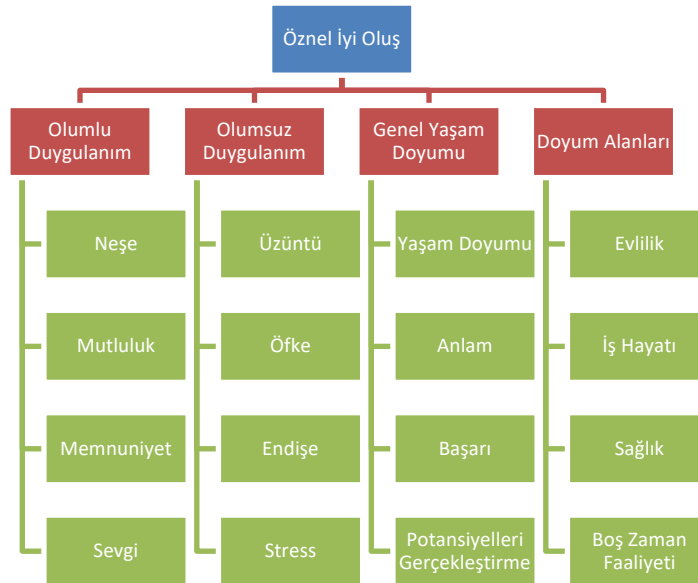 Öznel İyi Oluş
Olumlu
Duygulanım
Neşe
Mutluluk
Memnuniyet
Sevgi
Olumsuz
Duygulanım
Üzüntü
Öfke
Endişe
Stress
Genel Yaşam
Doyumu
Yaşam Doyumu
Anlam
Başarı
Potansiyelleri
Gerçekleştirme
Doyum Alanları
Evlilik
İş Hayatı
Sağlık
Boş Zaman
Faaliyeti